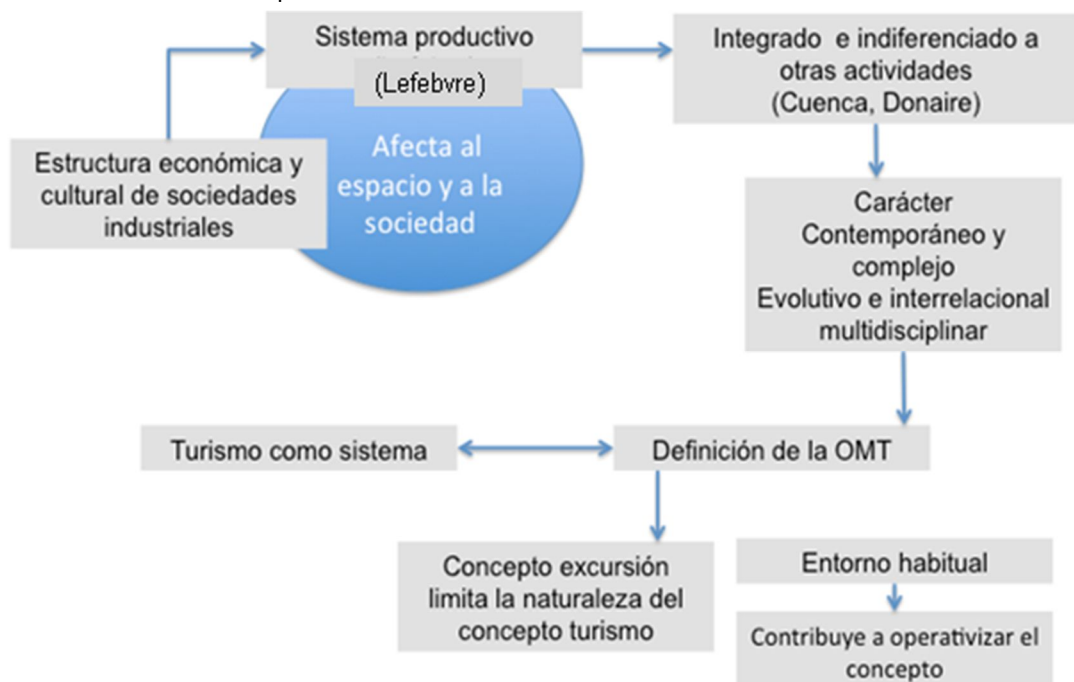 Sistema productivo
(Lefebvre)
Integrado e indiferenciado a
otras actividades
(Cuenca, Donaire)
Afecta al
espacio y a la
sociedad
Estructura económica y
cultural de sociedades
industriales
Carácter
Contemporáneo y
complejo
Evolutivo e interrelacional
multidisciplinar
Turismo como sistema
Definición de la OMT
Concepto excursión
limita la naturaleza del
concepto turismo
Entorno habitual
Contribuye a operativizar el
concepto